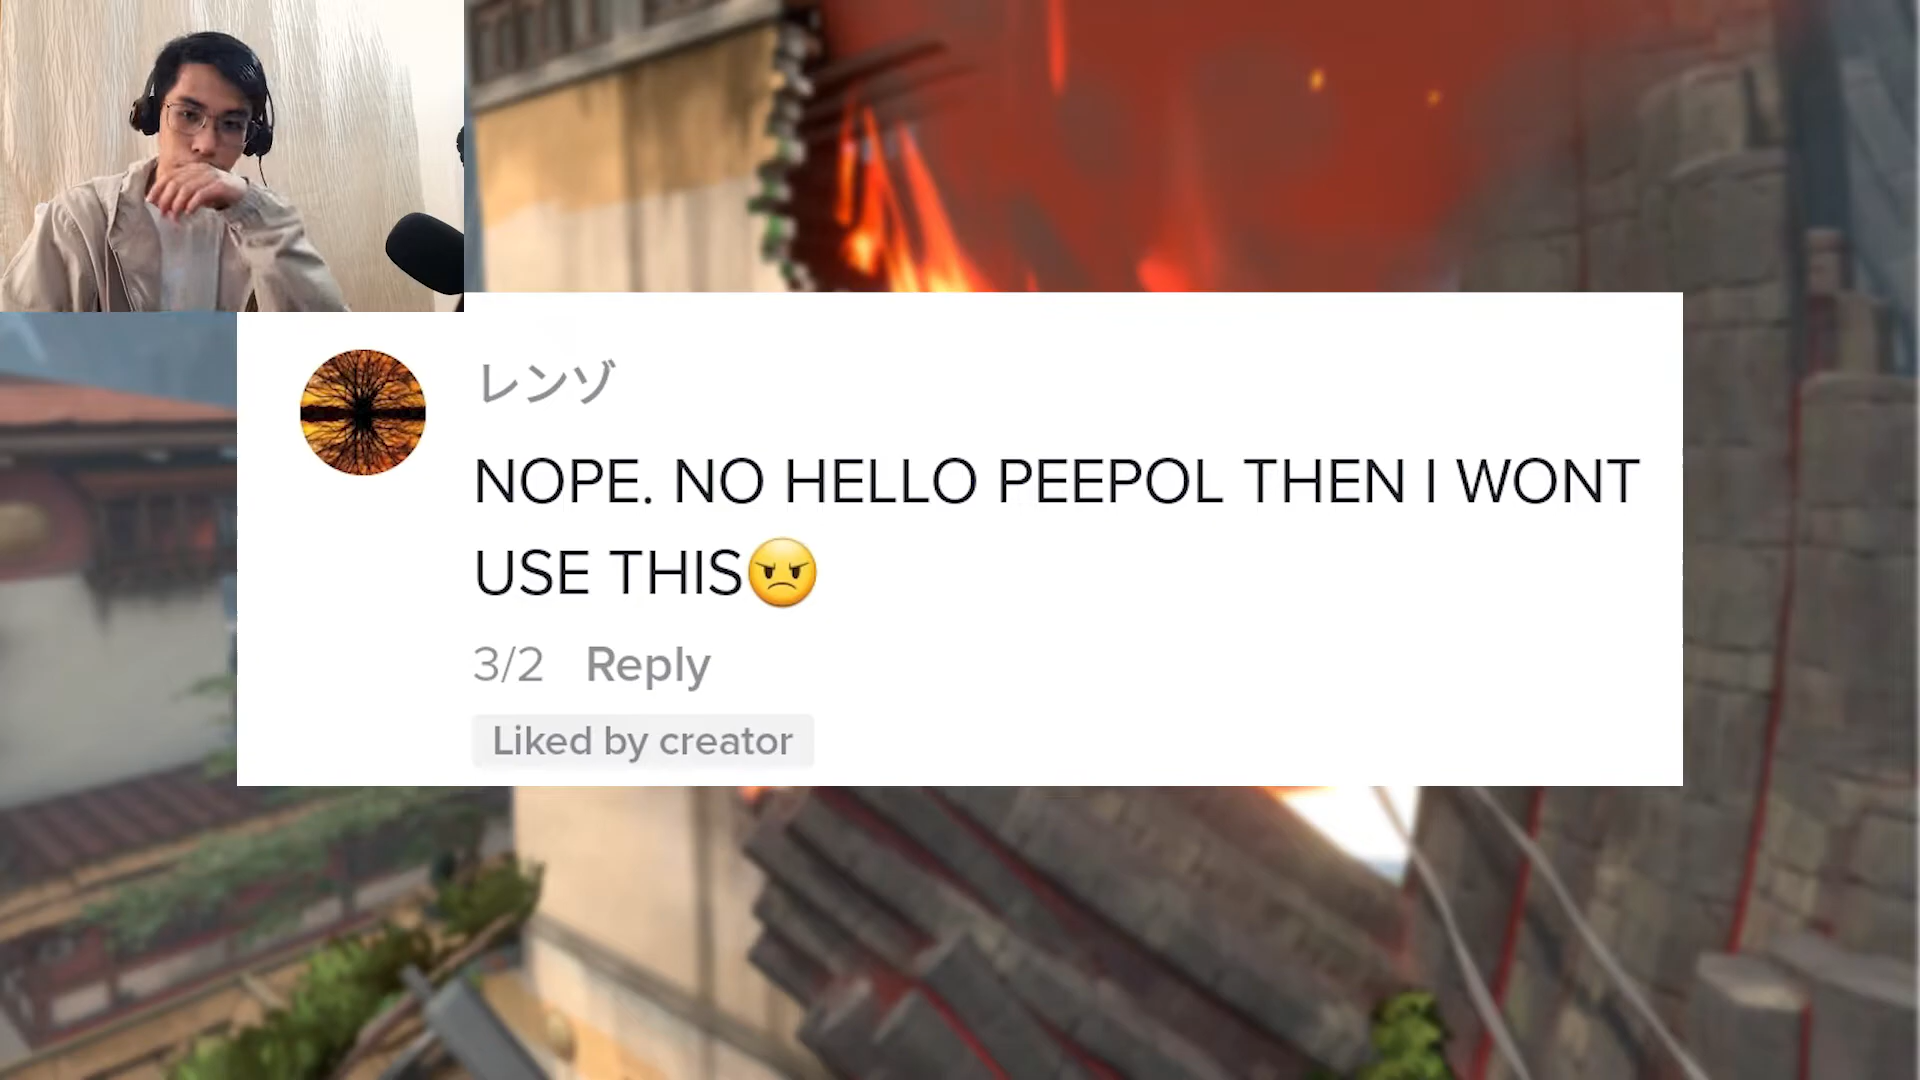 レンゾ
NOPE. NO HELLO PEEPOL THEN I WONT
USE THIS😠
3/2 Reply
Liked by creator